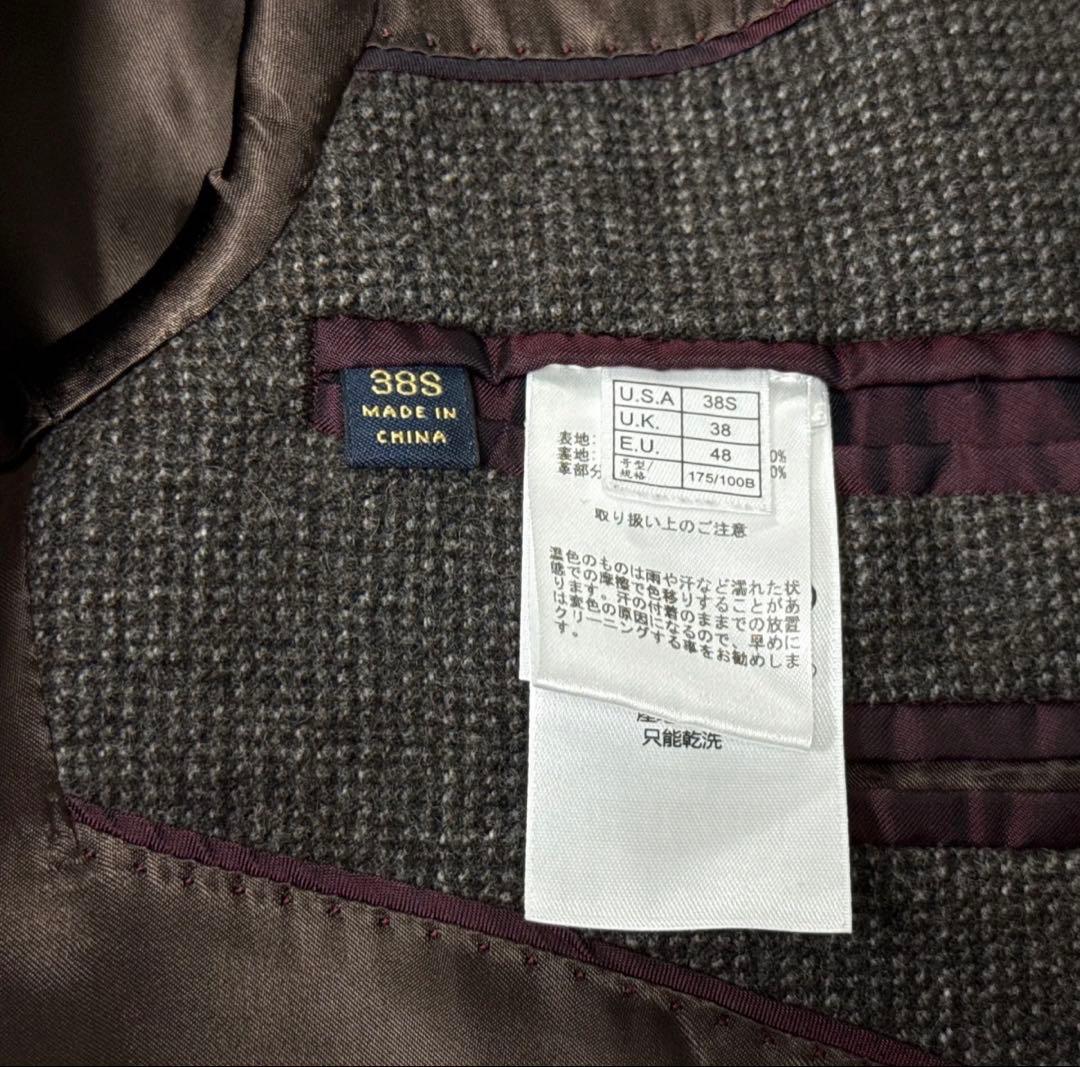 38S
MADE IN
CHINA
U.S.A 38S
U.K. 38
E.U. 48
号型/規格 175/100B
表地:
裏地: 0%
革部分 0%
取り扱い上のご注意
濃色のものは雨や汗など濡れた状
態での摩擦で色移りすることがあ
ります。汗の付着のままでの放置
は変色の原因になるので、早めに
クリーニングする事をお勧めしま
す。
只能乾洗